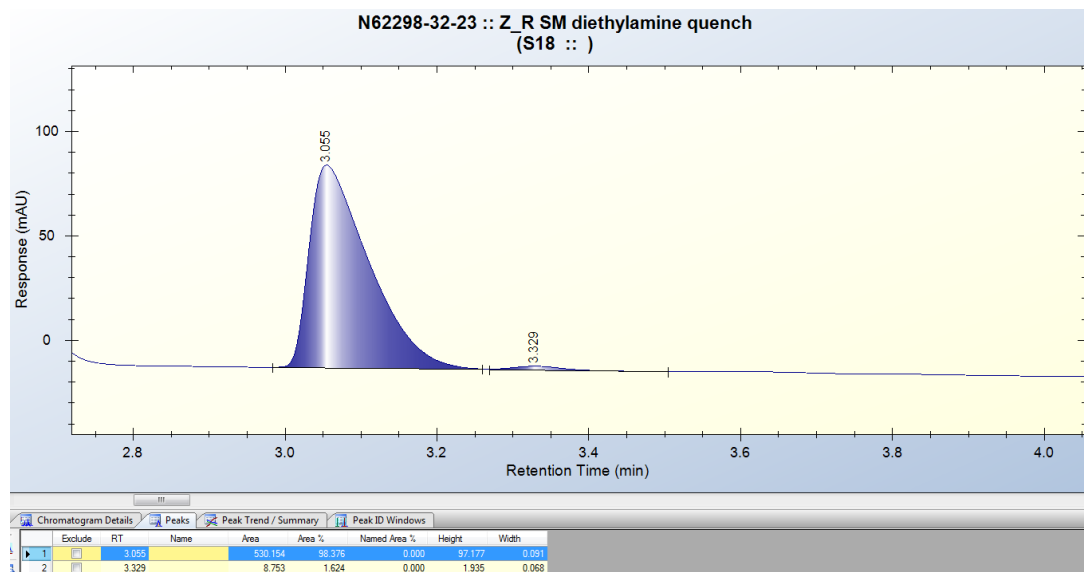 N62298-32-23 :: Z_R SM diethylamine quench
(S18 :: )
100
50
0
Response (mAU)
3.055
3.329
2.8 3.0 3.2 3.4 3.6 3.8 4.0
Retention Time (min)
Chromatogram Details Peaks Peak Trend / Summary Peak ID Windows
Exclude RT Name Area Area % Named Area % Height Width
1 3.055 530.154 98.376 0.000 97.177 0.091
2 3.329 8.753 1.624 0.000 1.935 0.068